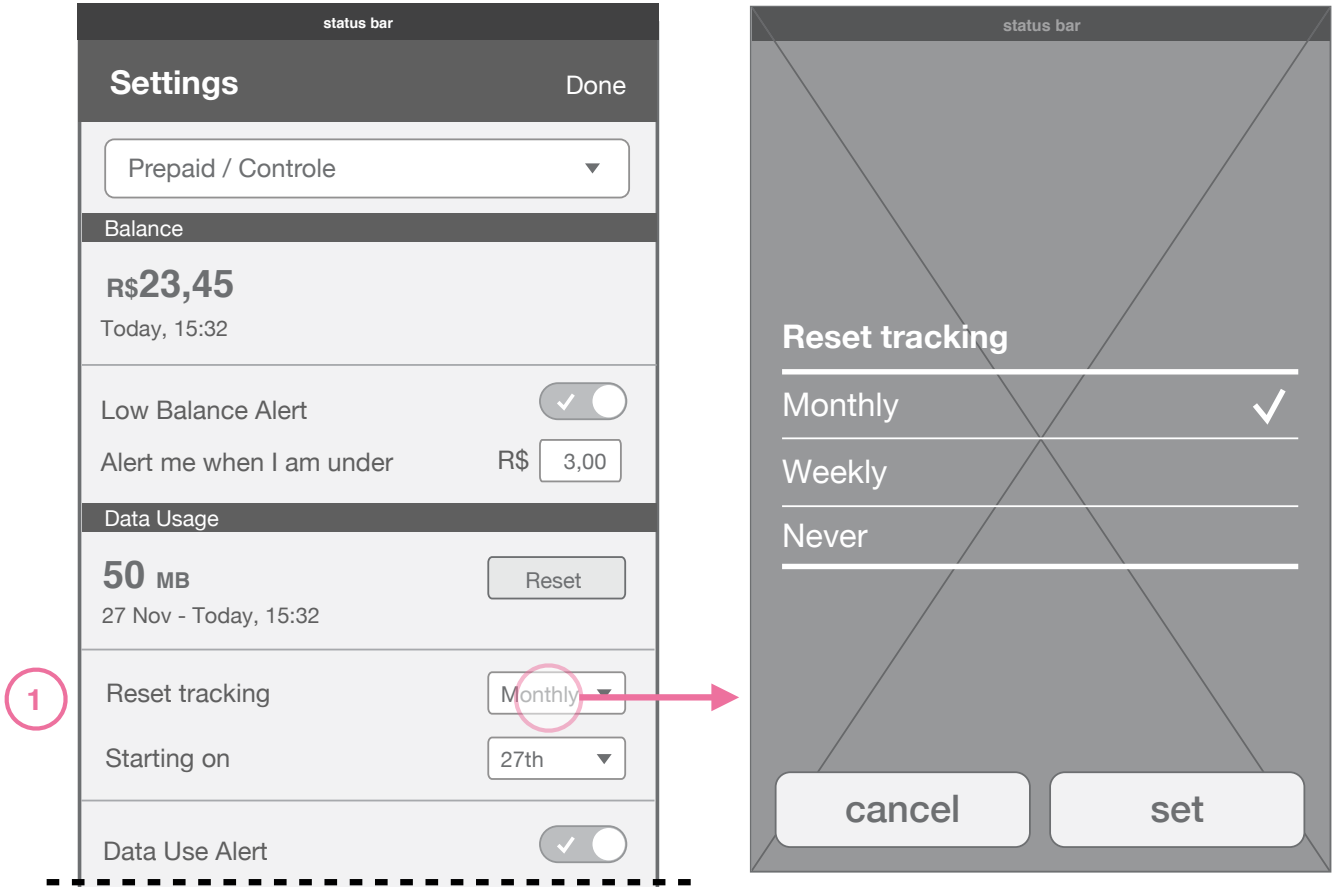 status bar
Settings
Done
Prepaid / Controle
Balance
R$23,45
Today, 15:32
Low Balance Alert
Alert me when I am under R$ 3,00
Data Usage
50 MB
Reset
27 Nov - Today, 15:32
1
Reset tracking
Monthly
Starting on
27th
Data Use Alert
status bar
Reset tracking
Monthly
Weekly
Never
cancel
set